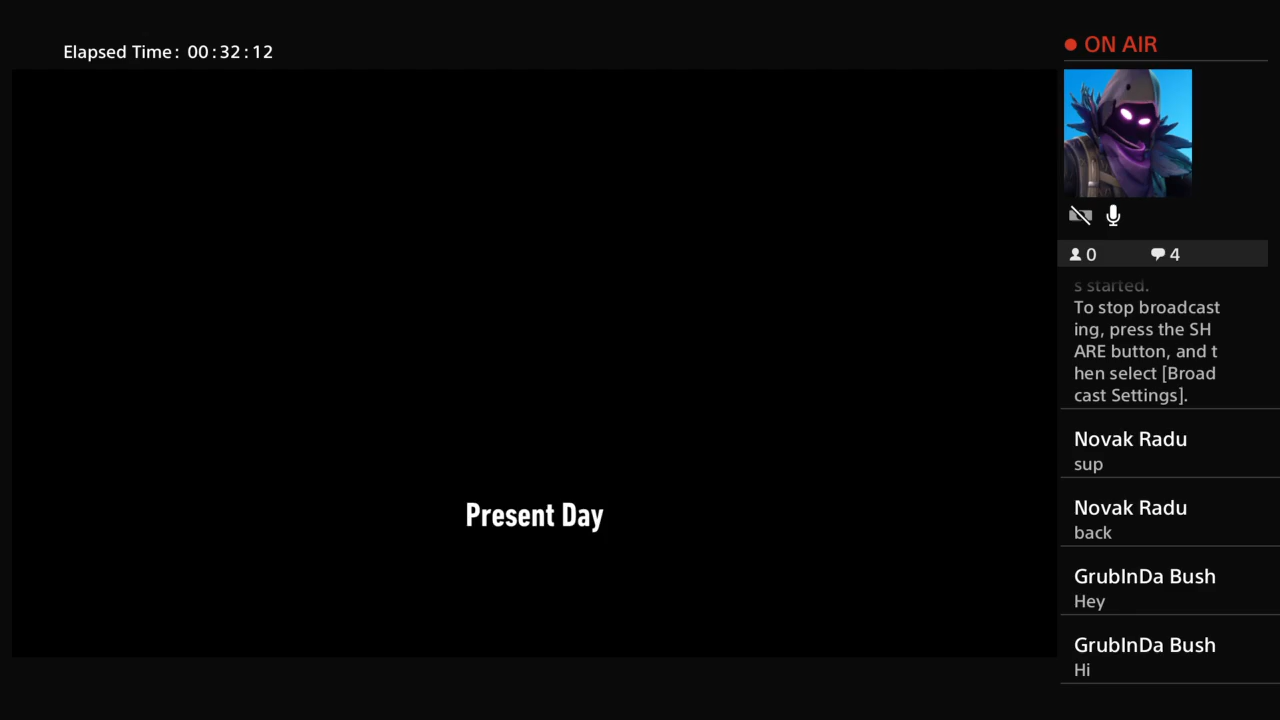 Elapsed Time: 00:32:12
ON AIR
0 4
s started.
To stop broadcast
ing, press the SH
ARE button, and t
hen select [Broad
cast Settings].
Novak Radu
sup
Novak Radu
back
GrubInDa Bush
Hey
GrubInDa Bush
Hi
Present Day